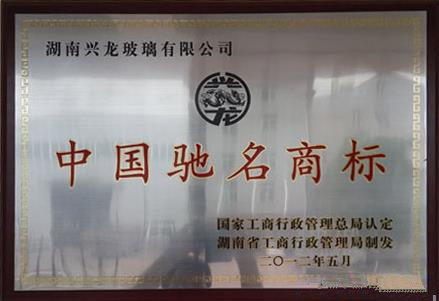 湖南兴龙玻璃有限公司
兴
龙
中国驰名商标
国家工商行政管理总局认定
湖南省工商行政管理局制发
二〇一二年五月